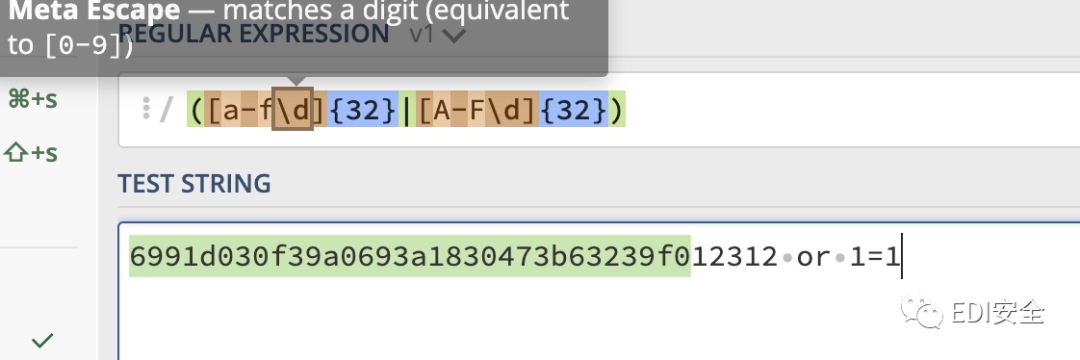 Meta Escape — matches a digit (equivalent
to [0-9])
REGULAR EXPRESSION v1
⌘+s
/ ([a-f\d]{32}|[A-F\d]{32})
⇧+s
TEST STRING
6991d030f39a0693a1830473b63239f012312·or·1=1
EDI安全